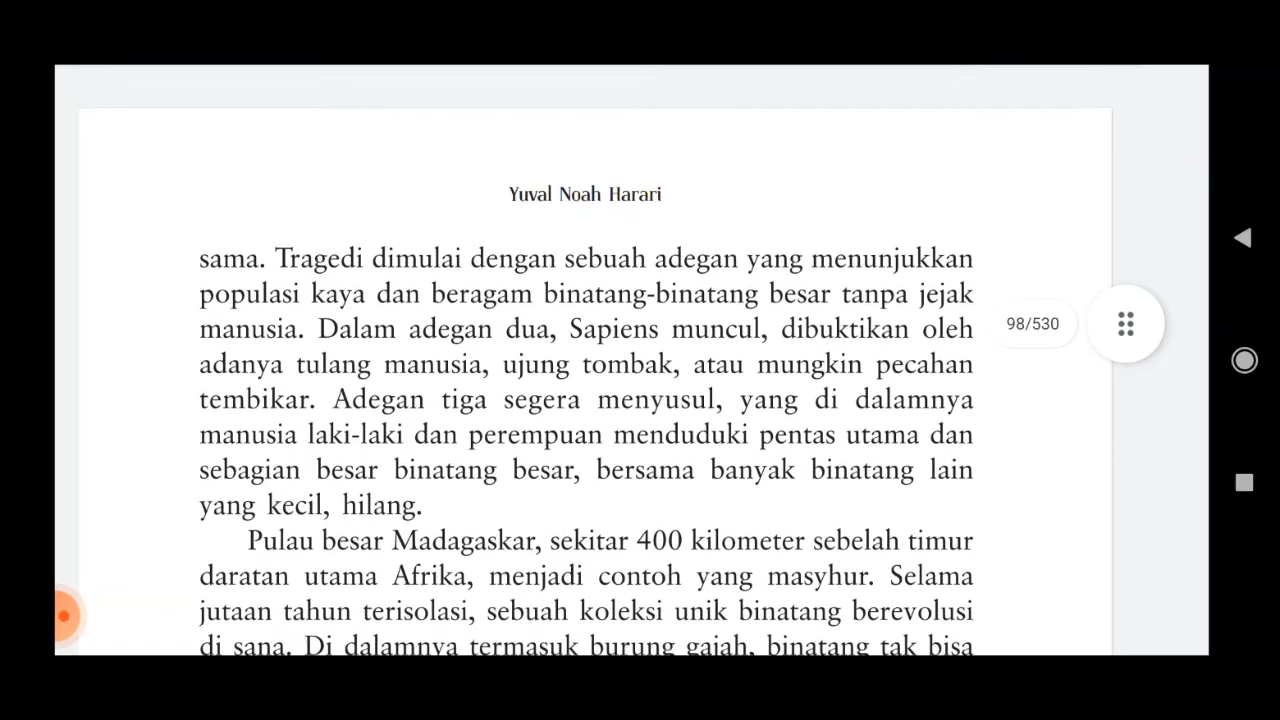 Yuval Noah Harari
sama. Tragedi dimulai dengan sebuah adegan yang menunjukkan
populasi kaya dan beragam binatang-binatang besar tanpa jejak
manusia. Dalam adegan dua, Sapiens muncul, dibuktikan oleh
98/530
adanya tulang manusia, ujung tombak, atau mungkin pecahan
tembikar. Adegan tiga segera menyusul, yang di dalamnya
manusia laki-laki dan perempuan menduduki pentas utama dan
sebagian besar binatang besar, bersama banyak binatang lain
yang kecil, hilang.
Pulau besar Madagaskar, sekitar 400 kilometer sebelah timur
daratan utama Afrika, menjadi contoh yang masyhur. Selama
jutaan tahun terisolasi, sebuah koleksi unik binatang berevolusi
di sana. Di dalamnya termasuk burung gajah, binatang tak bisa